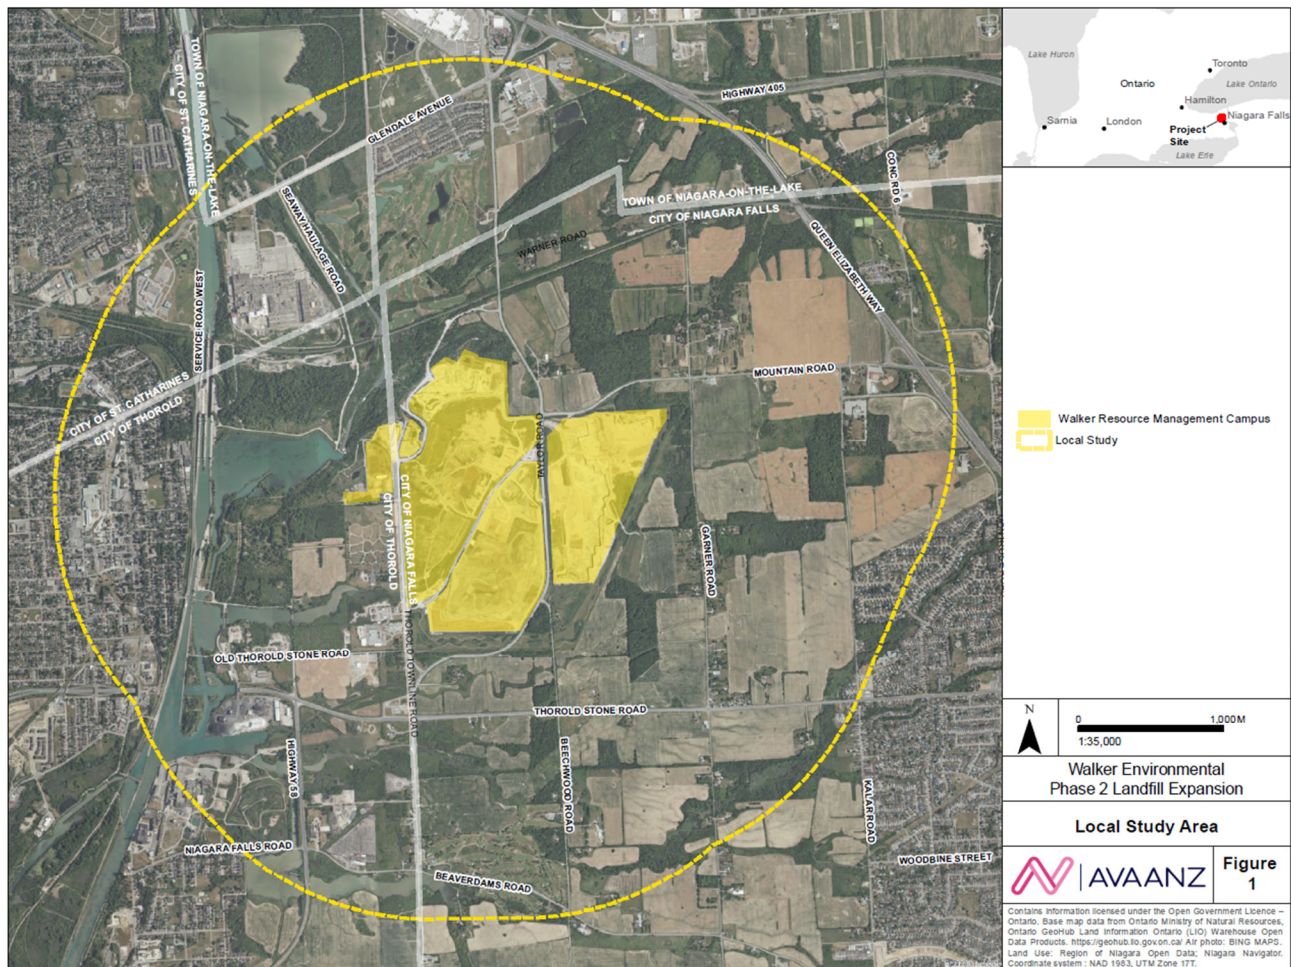 TOWN OF NIAGARA-ON-THE-LAKE
CITY OF ST. CATHARINES
GLENDALE AVENUE
HIGHWAY 405
CONC RD 6
SEAWAY HAULAGE ROAD
TOWN OF NIAGARA-ON-THE-LAKE
CITY OF NIAGARA FALLS
WARNER ROAD
QUEEN ELIZABETH WAY
SERVICE ROAD WEST
MOUNTAIN ROAD
CITY OF ST. CATHARINES
CITY OF THOROLD
TAYLOR ROAD
CITY OF NIAGARA FALLS
CITY OF THOROLD
GARNER ROAD
THOROLD TOWNLINE ROAD
OLD THOROLD STONE ROAD
THOROLD STONE ROAD
HIGHWAY 58
BEECHWOOD ROAD
KALAR ROAD
NIAGARA FALLS ROAD
BEAVERDAMS ROAD
WOODBINE STREET
Lake Huron
Toronto
Ontario
Lake Ontario
Hamilton
Sarnia
London
Niagara Falls
Project
Site
Lake Erie
Walker Resource Management Campus
Local Study
N
0 1,000M
1:35,000
Walker Environmental
Phase 2 Landfill Expansion
Local Study Area
AVAANZ
Figure
1
Contains information licensed under the Open Government Licence –
Ontario. Base map data from Ontario Ministry of Natural Resources,
Ontario GeoHub Land Information Ontario (LIO) Warehouse Open
Data Products. https://geohub.lio.gov.on.ca/ Air photo: BING MAPS.
Land Use: Region of Niagara Open Data; Niagara Navigator.
Coordinate system : NAD 1983, UTM Zone 17T.